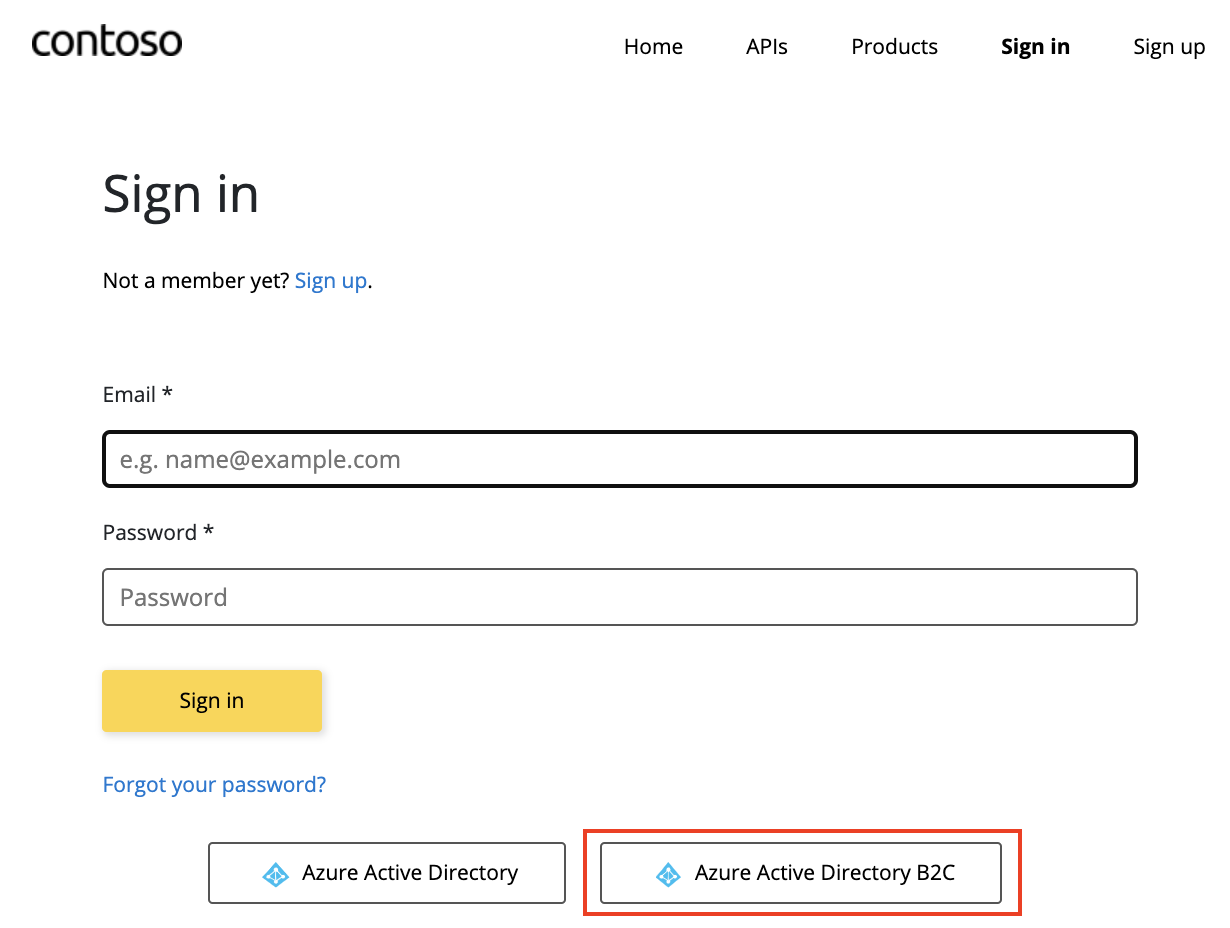 contoso
Home APIs Products Sign in Sign up
Sign in
Not a member yet? Sign up.
Email *
e.g. name@example.com
Password *
Password
Sign in
Forgot your password?
Azure Active Directory Azure Active Directory B2C